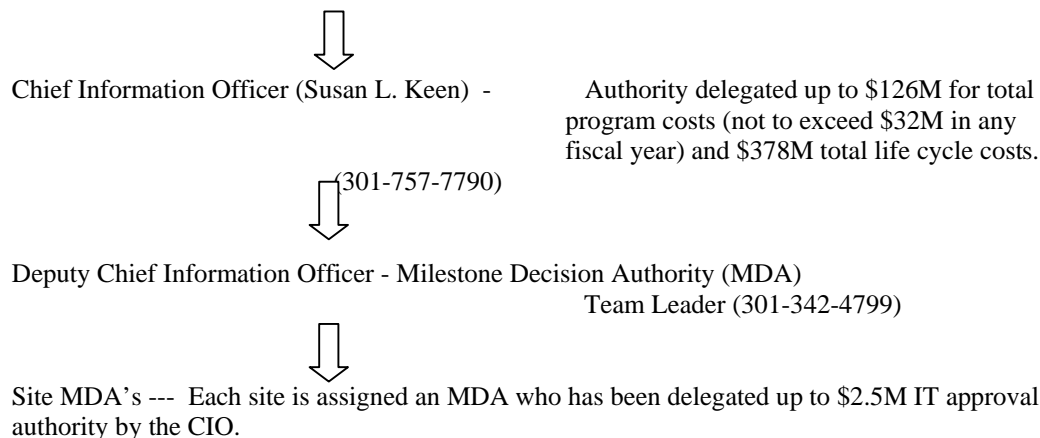 Chief Information Officer (Susan L. Keen) - Authority delegated up to $126M for total
program costs (not to exceed $32M in any
fiscal year) and $378M total life cycle costs.
(301-757-7790)
Deputy Chief Information Officer - Milestone Decision Authority (MDA)
Team Leader (301-342-4799)
Site MDA's --- Each site is assigned an MDA who has been delegated up to $2.5M IT approval
authority by the CIO.